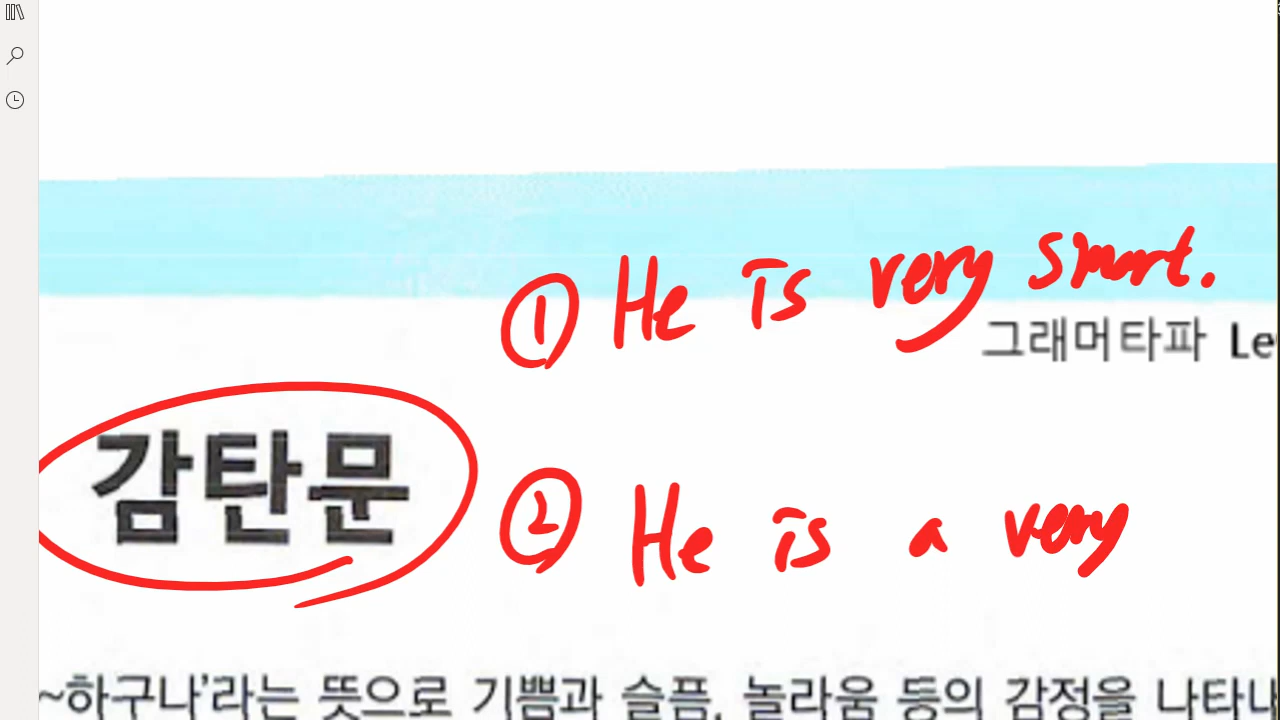 ① He is very smart.
그래머타파 Le
감탄문
② He is a very
~하구나'라는 뜻으로 기쁨과 슬픔, 놀라움 등의 감정을 나타내